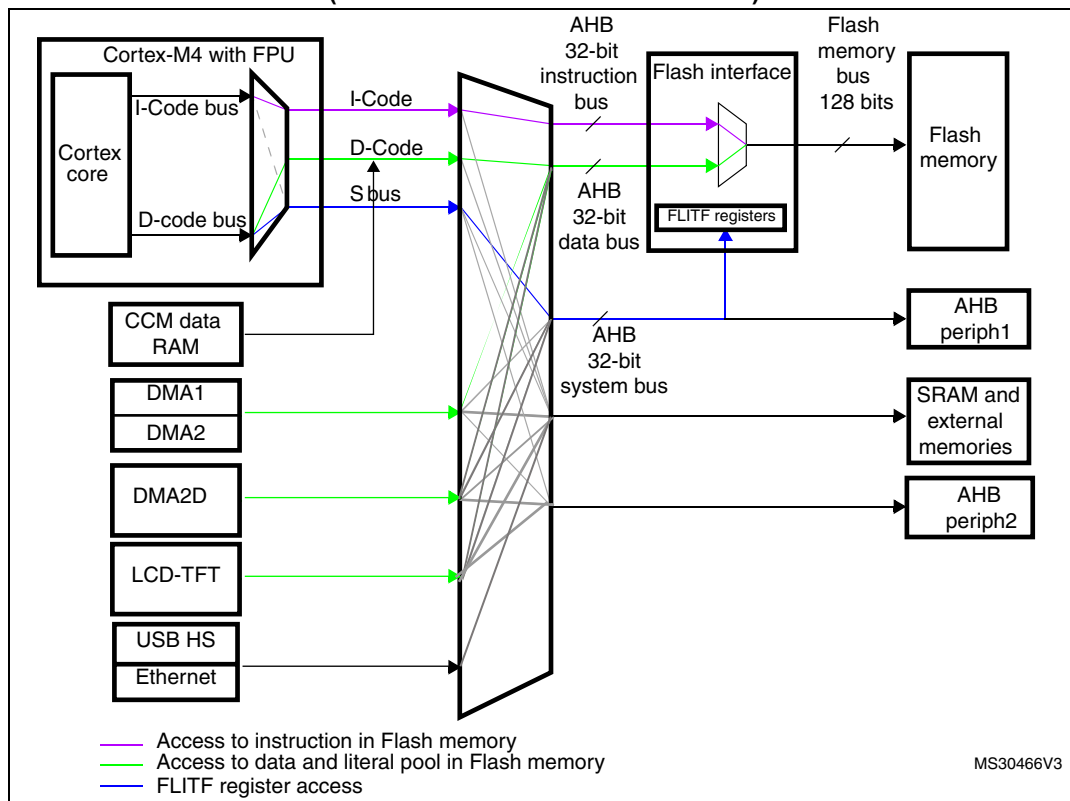 Cortex-M4 with FPU
Cortex
core
I-Code bus
D-code bus
I-Code
D-Code
S bus
CCM data
RAM
DMA1
DMA2
DMA2D
LCD-TFT
USB HS
Ethernet
AHB
32-bit
instruction
bus
AHB
32-bit
data bus
AHB
32-bit
system bus
Flash interface
FLITF registers
Flash
memory
bus
128 bits
Flash
memory
AHB
periph1
SRAM and
external
memories
AHB
periph2
Access to instruction in Flash memory
Access to data and literal pool in Flash memory
FLITF register access
MS30466V3